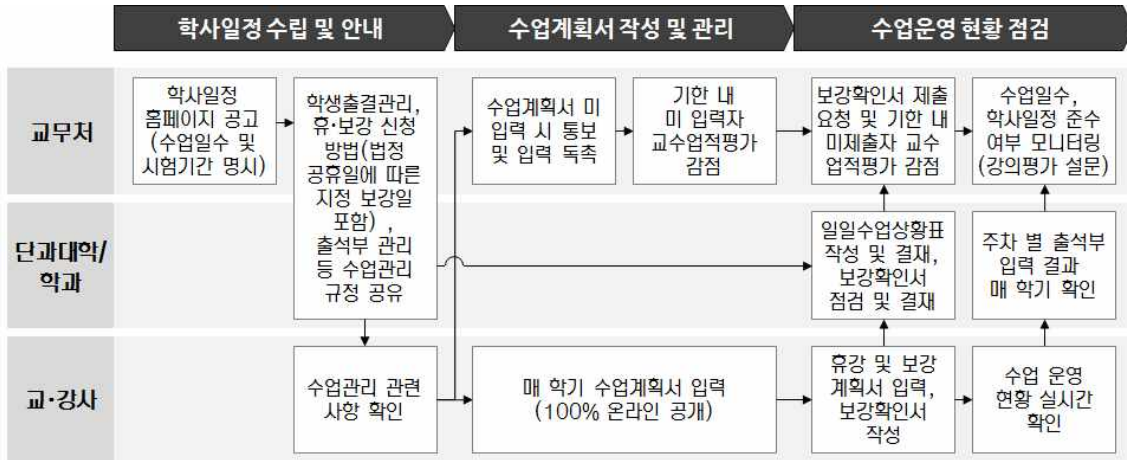 학사일정 수립 및 안내
수업계획서 작성 및 관리
수업운영 현황 점검
교무처
학사일정
홈페이지 공고
(수업일수 및
시험기간 명시)
학생출결관리,
휴·보강 신청
방법(법정
공휴일에 따른
지정 보강일
포함) ,
출석부 관리
등 수업관리
규정 공유
수업계획서 미
입력 시 통보
및 입력 독촉
기한 내
미 입력자
교수업적평가
감점
보강확인서 제출
요청 및 기한 내
미제출자 교수
업적평가 감점
수업일수,
학사일정 준수
여부 모니터링
(강의평가 설문)
단과대학/
학과
일일수업상황표
작성 및 결재,
보강확인서
점검 및 결재
주차 별 출석부
입력 결과
매 학기 확인
교·강사
수업관리 관련
사항 확인
매 학기 수업계획서 입력
(100% 온라인 공개)
휴강 및 보강
계획서 입력,
보강확인서
작성
수업 운영
현황 실시간
확인